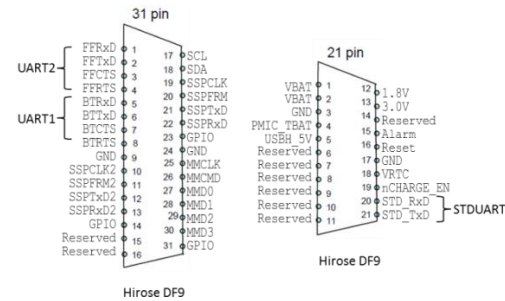 31 pin
UART2
UART1
FFRxD 1
FFTxD 2
FFCTS 3
FFRTS 4
BTRxD 5
BTTxD 6
BTCTS 7
BTRTS 8
GND 9
SSPCLK2 10
SSPFRM2 11
SSPTxD2 12
SSPRxD2 13
GPIO 14
Reserved 15
Reserved 16
17 SCL
18 SDA
19 SSPCLK
20 SSPFRM
21 SSPTxD
22 SSPRxD
23 GPIO
24 GND
25 MMCLK
26 MMCMD
27 MMD0
28 MMD1
29 MMD2
30 MMD3
31 GPIO
Hirose DF9
21 pin
VBAT 1
VBAT 2
GND 3
PMIC_TBAT 4
USBH_5V 5
Reserved 6
Reserved 7
Reserved 8
Reserved 9
Reserved 10
Reserved 11
12 1.8V
13 3.0V
14 Reserved
15 Alarm
16 Reset
17 GND
18 VRTC
19 nCHARGE_EN
20 STD_RxD
21 STD_TxD
STDUART
Hirose DF9